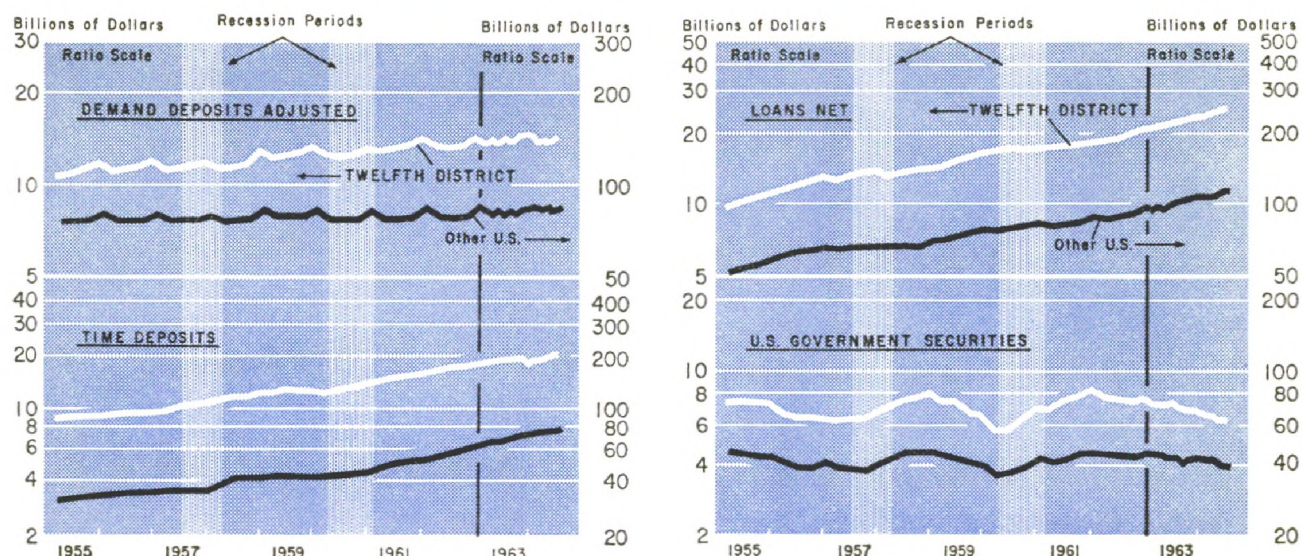 Billions of Dollars Recession Periods Billions of Dollars
30 Ratio Scale Ratio Scale 300
20 200
DEMAND DEPOSITS ADJUSTED
TWELFTH DISTRICT
10 100
Other U.S.
5 50
40 400
30 300
TIME DEPOSITS
20 200
10 100
8 80
6 60
4 40
2 20
1955 1957 1959 1961 1963
Billions of Dollars Recession Periods Billions of Dollars
50 Ratio Scale Ratio Scale 500
40 400
30 300
LOANS NET TWELFTH DISTRICT
20 200
10 100
Other U.S.
5 50
20 200
U.S. GOVERNMENT SECURITIES
10 100
8 80
6 60
4 40
2 20
1955 1957 1959 1961 1963